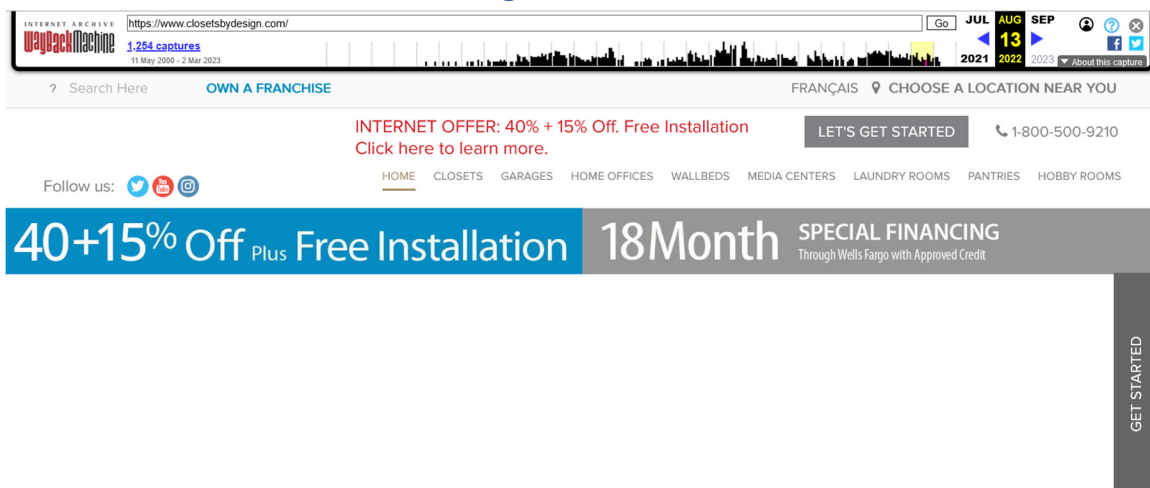 INTERNET ARCHIVE
WayBackMachine
https://www.closetsbydesign.com/
Go
1,254 captures
11 May 2000 - 2 Mar 2023
JUL AUG SEP
13
2021 2022 2023
About this capture
? Search Here
OWN A FRANCHISE
FRANÇAIS
CHOOSE A LOCATION NEAR YOU
INTERNET OFFER: 40% + 15% Off. Free Installation
Click here to learn more.
LET'S GET STARTED
1-800-500-9210
Follow us:
HOME CLOSETS GARAGES HOME OFFICES WALLBEDS MEDIA CENTERS LAUNDRY ROOMS PANTRIES HOBBY ROOMS
40+15% Off Plus Free Installation
18 Month
SPECIAL FINANCING
Through Wells Fargo with Approved Credit
GET STARTED